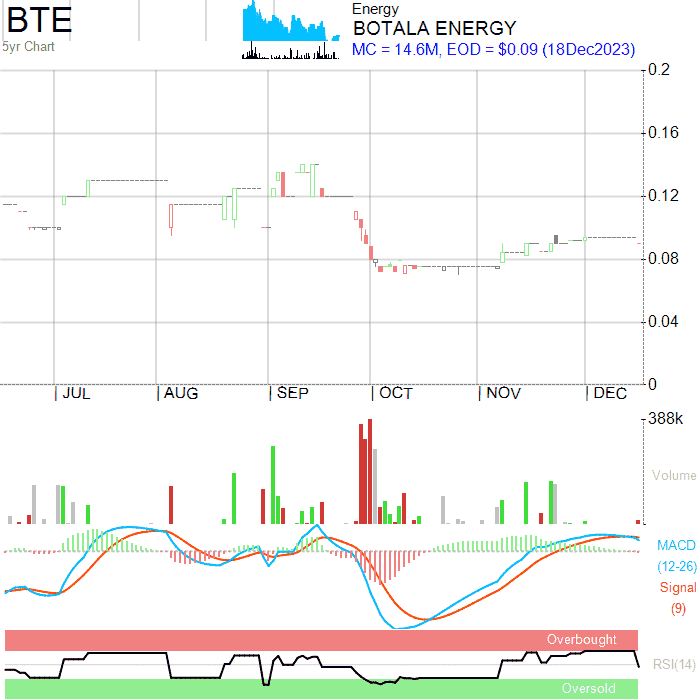 BTE
5yr Chart
Energy
BOTALA ENERGY
MC = 14.6M, EOD = $0.09 (18Dec2023)
0.2
0.16
0.12
0.08
0.04
0
JUL AUG SEP OCT NOV DEC
388k
Volume
MACD
(12-26)
Signal
(9)
Overbought
RSI(14)
Oversold